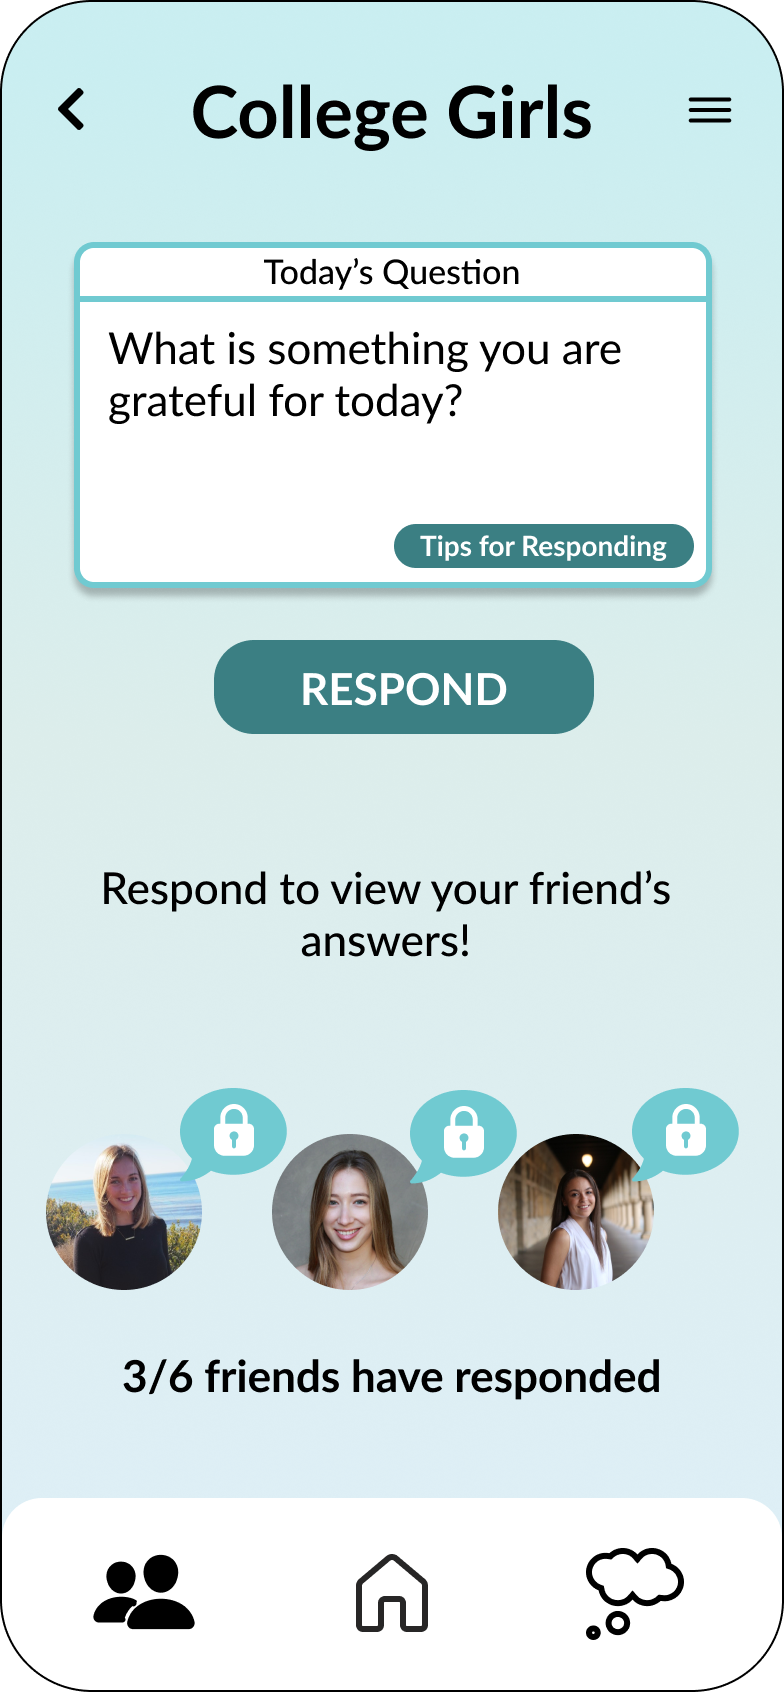 College Girls
Today’s Question
What is something you are
grateful for today?
Tips for Responding
RESPOND
Respond to view your friend’s
answers!
3/6 friends have responded